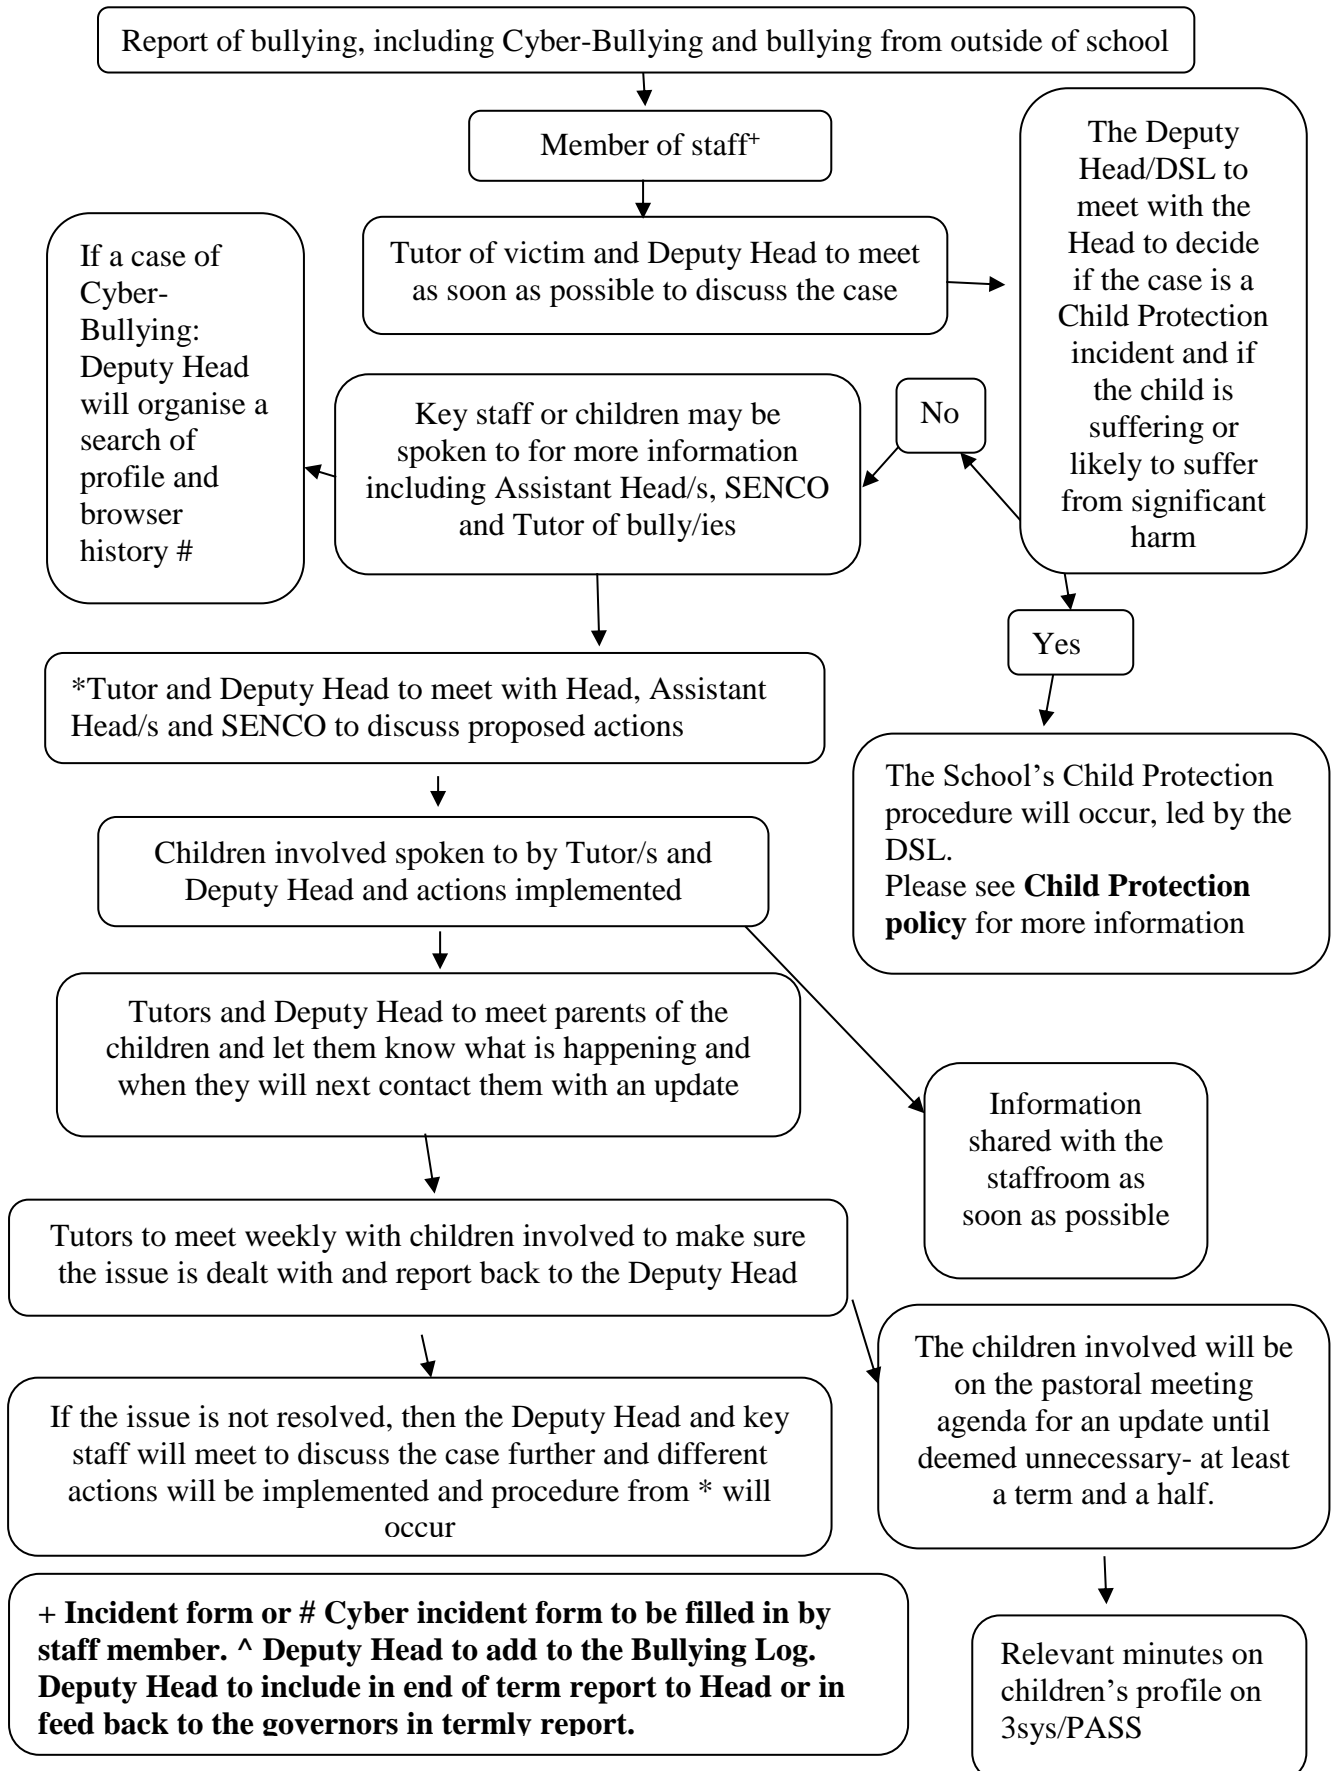 Report of bullying, including Cyber-Bullying and bullying from outside of school
Member of staff+
Tutor of victim and Deputy Head to meet
as soon as possible to discuss the case
The Deputy
Head/DSL to
meet with the
Head to decide
if the case is a
Child Protection
incident and if
the child is
suffering or
likely to suffer
from significant
harm
If a case of
Cyber-
Bullying:
Deputy Head
will organise a
search of
profile and
browser
history #
Key staff or children may be
spoken to for more information
including Assistant Head/s, SENCO
and Tutor of bully/ies
No
Yes
*Tutor and Deputy Head to meet with Head, Assistant
Head/s and SENCO to discuss proposed actions
The School’s Child Protection
procedure will occur, led by the
DSL.
Please see Child Protection
policy for more information
Children involved spoken to by Tutor/s and
Deputy Head and actions implemented
Tutors and Deputy Head to meet parents of the
children and let them know what is happening and
when they will next contact them with an update
Information
shared with the
staffroom as
soon as possible
Tutors to meet weekly with children involved to make sure
the issue is dealt with and report back to the Deputy Head
The children involved will be
on the pastoral meeting
agenda for an update until
deemed unnecessary- at least
a term and a half.
If the issue is not resolved, then the Deputy Head and key
staff will meet to discuss the case further and different
actions will be implemented and procedure from * will
occur
+ Incident form or # Cyber incident form to be filled in by
staff member. ^ Deputy Head to add to the Bullying Log.
Deputy Head to include in end of term report to Head or in
feed back to the governors in termly report.
Relevant minutes on
children’s profile on
3sys/PASS